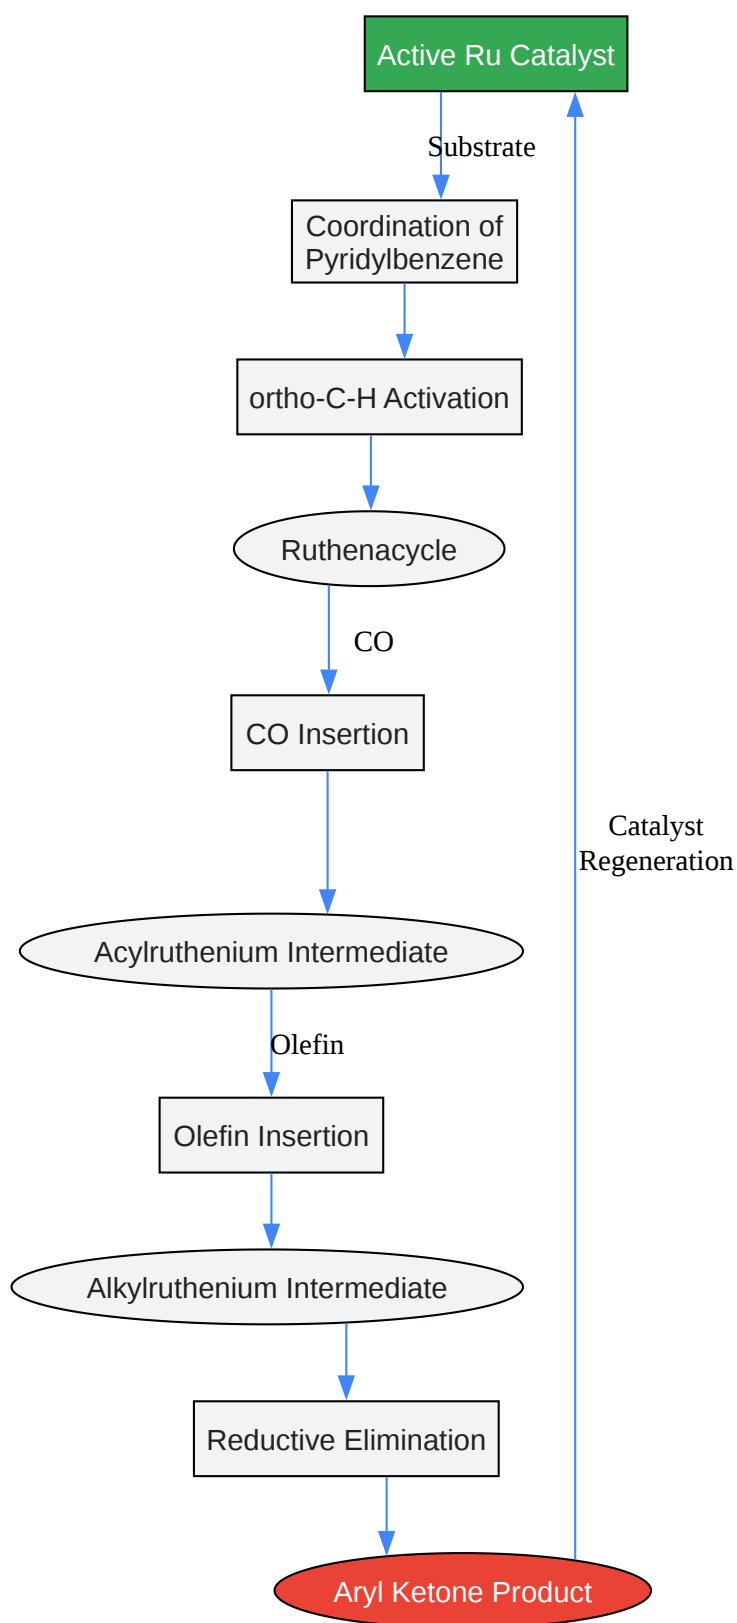 Active Ru Catalyst
Substrate
Coordination of
Pyridylbenzene
ortho-C-H Activation
Ruthenacycle
CO
CO Insertion
Catalyst
Regeneration
Acylruthenium Intermediate
Olefin
Olefin Insertion
Alkylruthenium Intermediate
Reductive Elimination
Aryl Ketone Product